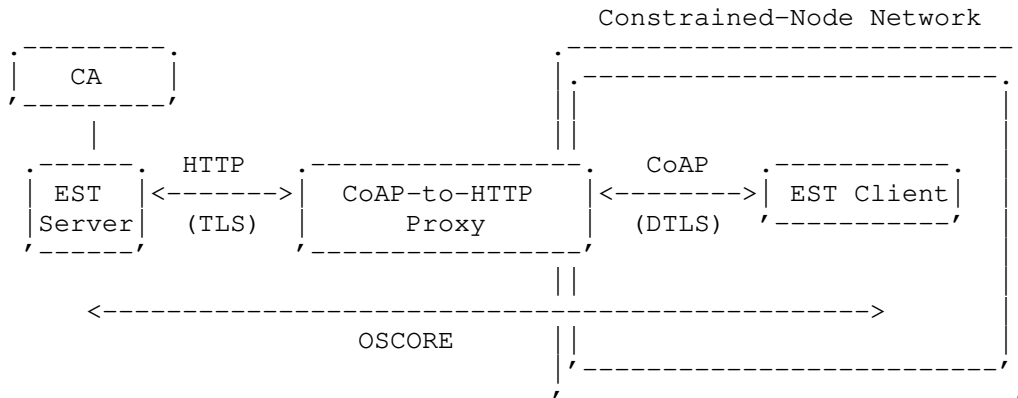 Constrained-Node Network
CA
HTTP CoAP
EST CoAP-to-HTTP EST Client
Server (TLS) Proxy (DTLS)
OSCORE